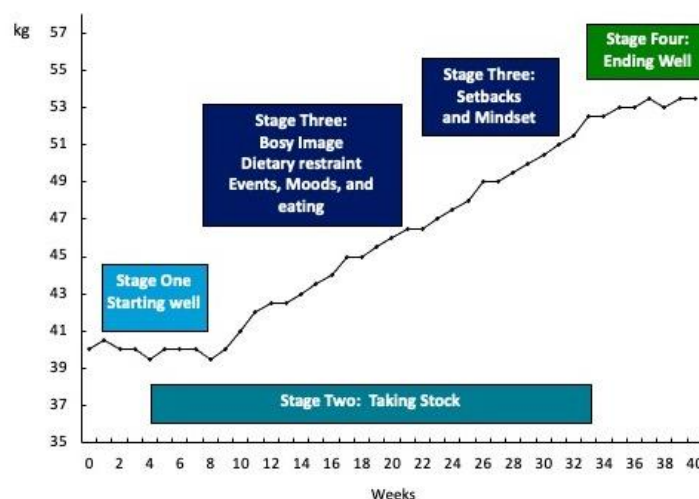 kg
57
55
53
51
49
47
45
43
41
39
37
35
Stage Four:
Ending Well
Stage Three:
Setbacks
and Mindset
Stage Three:
Bosy Image
Dietary restraint
Events, Moods, and
eating
Stage One
Starting well
Stage Two: Taking Stock
0 2 4 6 8 10 12 14 16 18 20 22 24 26 28 30 32 34 36 38 40
Weeks